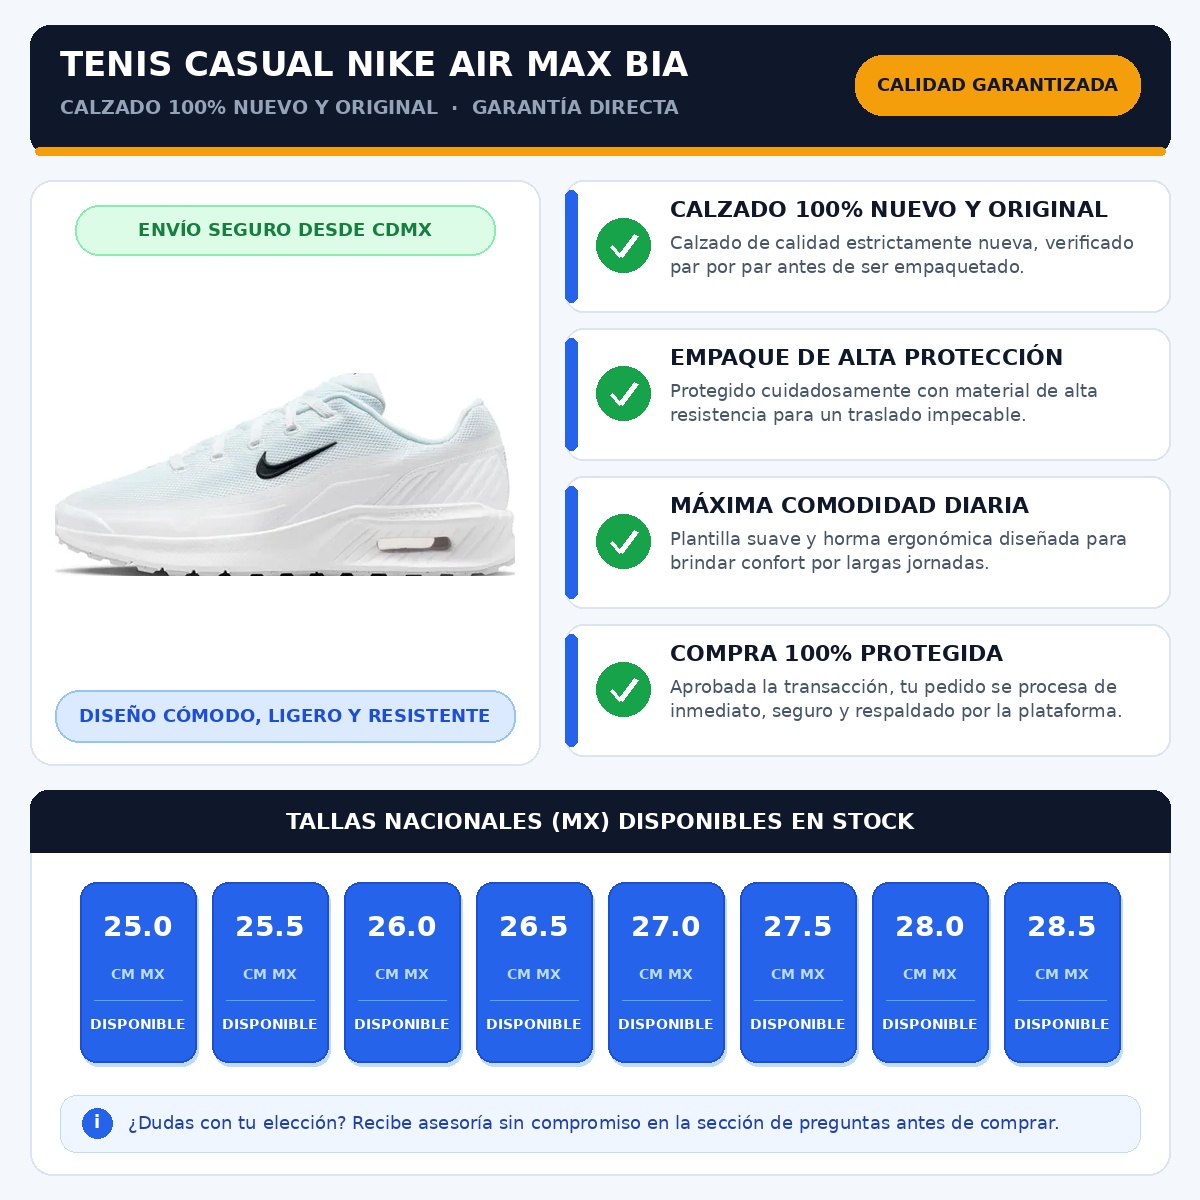 TENIS CASUAL NIKE AIR MAX BIA
CALZADO 100% NUEVO Y ORIGINAL · GARANTÍA DIRECTA
CALIDAD GARANTIZADA
ENVÍO SEGURO DESDE CDMX
DISEÑO CÓMODO, LIGERO Y RESISTENTE
CALZADO 100% NUEVO Y ORIGINAL
Calzado de calidad estrictamente nueva, verificado
par por par antes de ser empaquetado.
EMPAQUE DE ALTA PROTECCIÓN
Protegido cuidadosamente con material de alta
resistencia para un traslado impecable.
MÁXIMA COMODIDAD DIARIA
Plantilla suave y horma ergonómica diseñada para
brindar confort por largas jornadas.
COMPRA 100% PROTEGIDA
Aprobada la transacción, tu pedido se procesa de
inmediato, seguro y respaldado por la plataforma.
TALLAS NACIONALES (MX) DISPONIBLES EN STOCK
25.0 25.5 26.0 26.5 27.0 27.5 28.0 28.5
CM MX CM MX CM MX CM MX CM MX CM MX CM MX CM MX
DISPONIBLE DISPONIBLE DISPONIBLE DISPONIBLE DISPONIBLE DISPONIBLE DISPONIBLE DISPONIBLE
i ¿Dudas con tu elección? Recibe asesoría sin compromiso en la sección de preguntas antes de comprar.